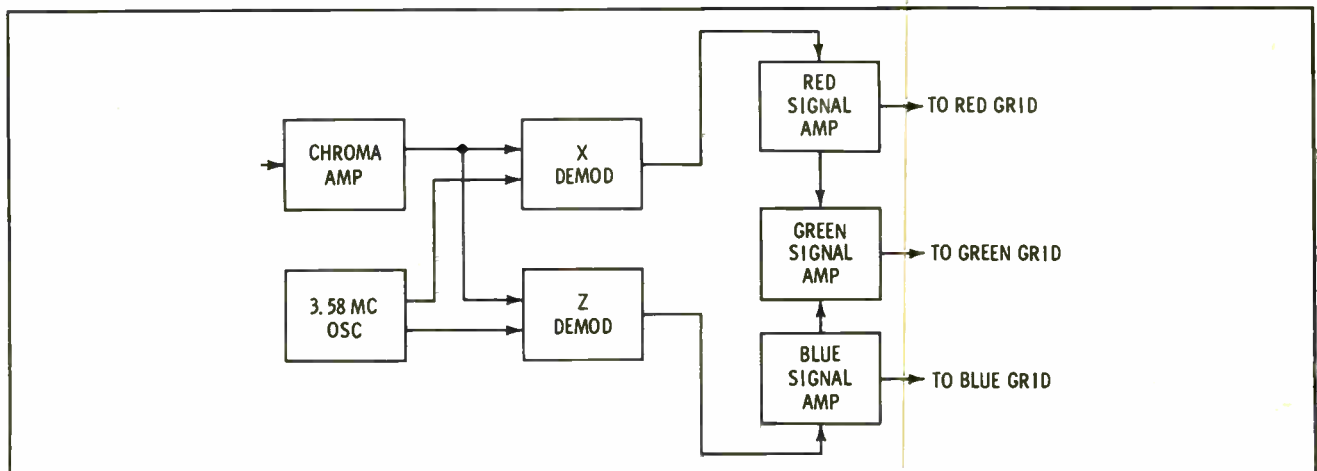 CHROMA
AMP
3.58 MC
OSC
X
DEMOD
Z
DEMOD
RED
SIGNAL
AMP
TO RED GRID
GREEN
SIGNAL
AMP
TO GREEN GRID
BLUE
SIGNAL
AMP
TO BLUE GRID